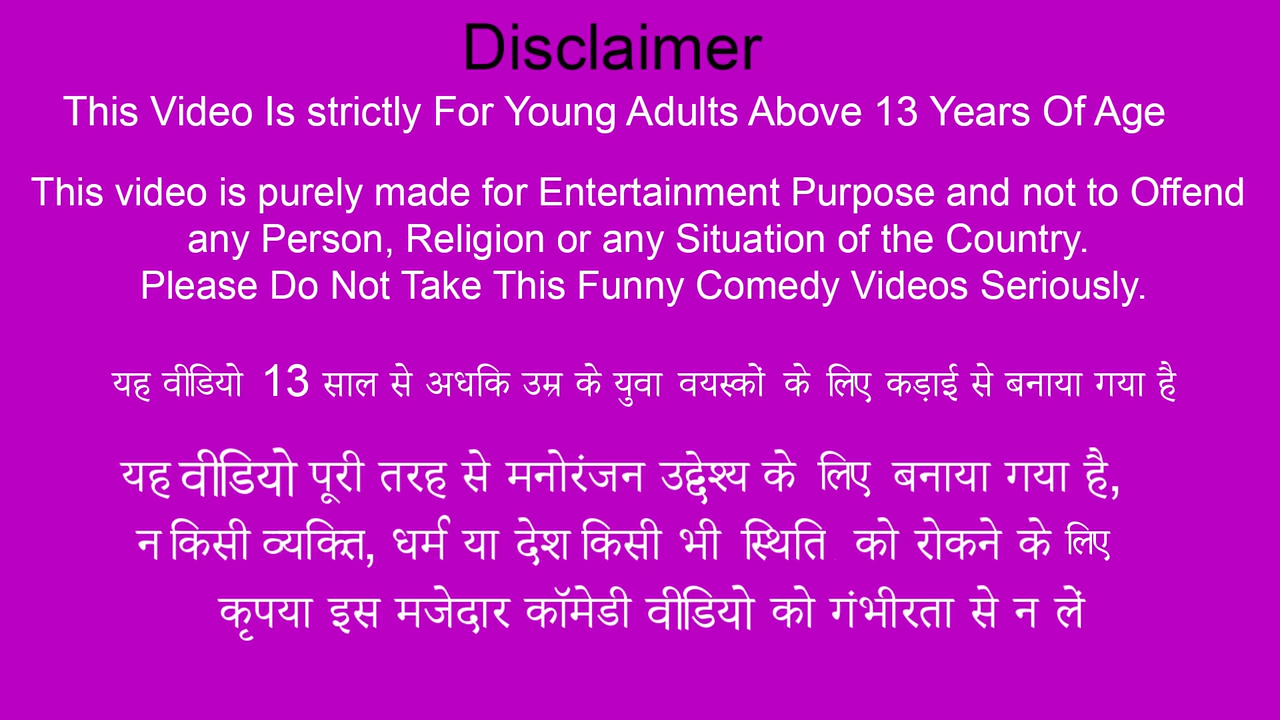 Disclaimer
This Video Is strictly For Young Adults Above 13 Years Of Age
This video is purely made for Entertainment Purpose and not to Offend
any Person, Religion or any Situation of the Country.
Please Do Not Take This Funny Comedy Videos Seriously.
यह वीडियो 13 साल से अधकि उम्र के युवा वयस्कों के लिए कड़ाई से बनाया गया है
यह वीडियो पूरी तरह से मनोरंजन उद्देश्य के लिए बनाया गया है,
न किसी व्यक्ति, धर्म या देश किसी भी स्थिति को रोकने के लिए
कृपया इस मजेदार कॉमेडी वीडियो को गंभीरता से न लें